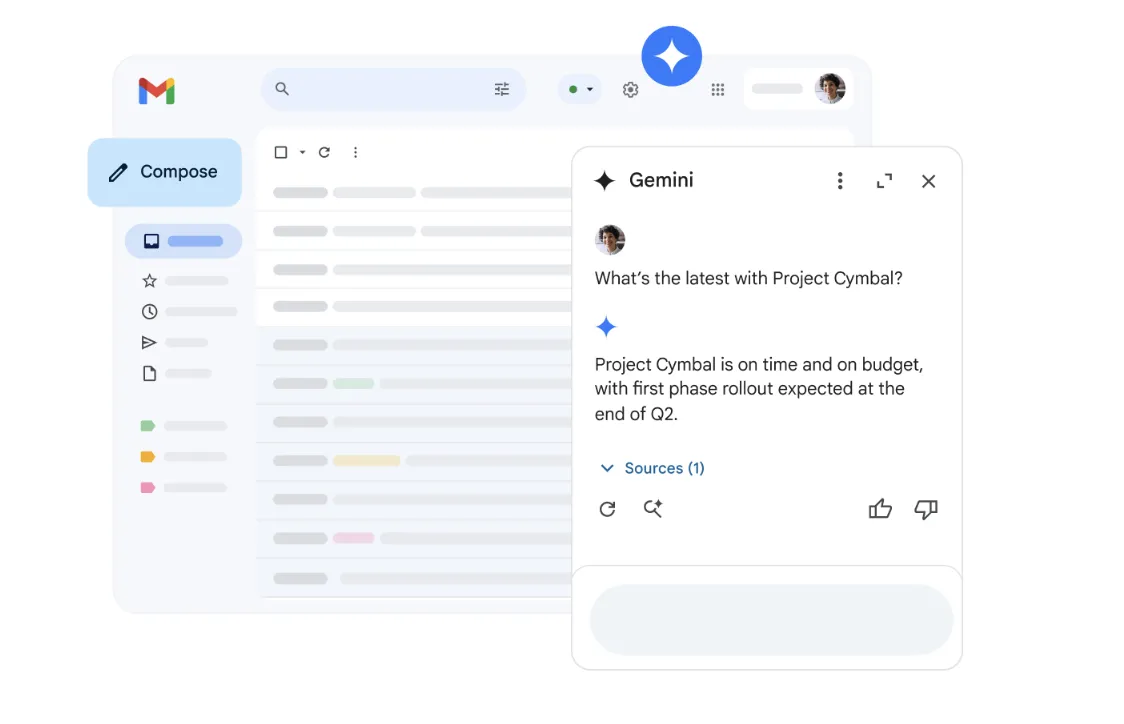 Compose
Gemini
What's the latest with Project Cymbal?
Project Cymbal is on time and on budget,
with first phase rollout expected at the
end of Q2.
Sources (1)